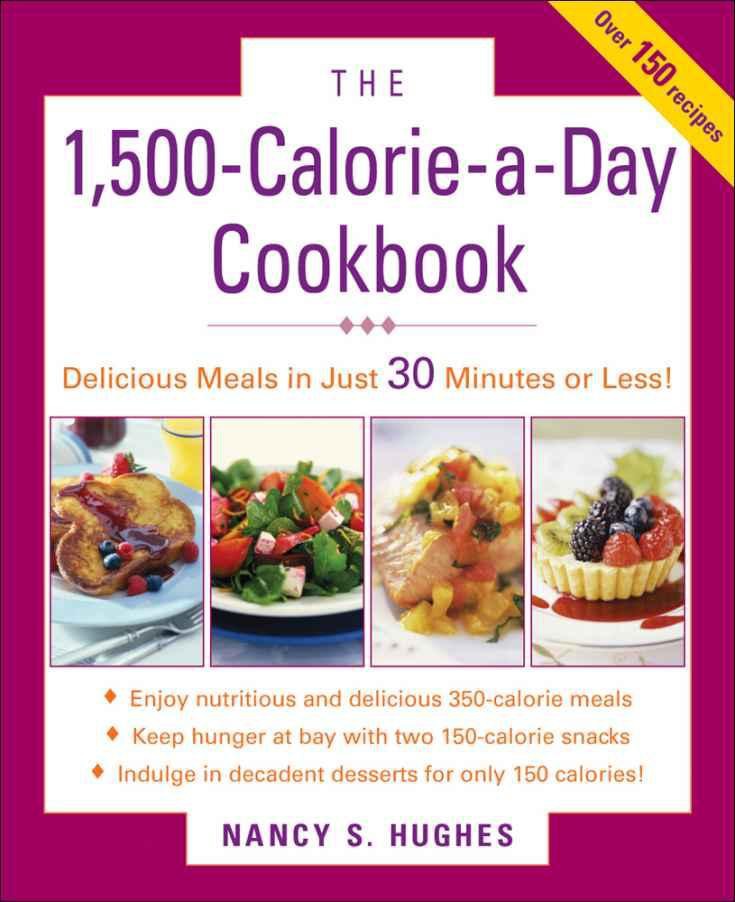 Over 150 recipes
THE
1,500-Calorie-a-Day
Cookbook
Delicious Meals in Just 30 Minutes or Less!
♦ Enjoy nutritious and delicious 350-calorie meals
♦ Keep hunger at bay with two 150-calorie snacks
♦ Indulge in decadent desserts for only 150 calories!
NANCY S. HUGHES